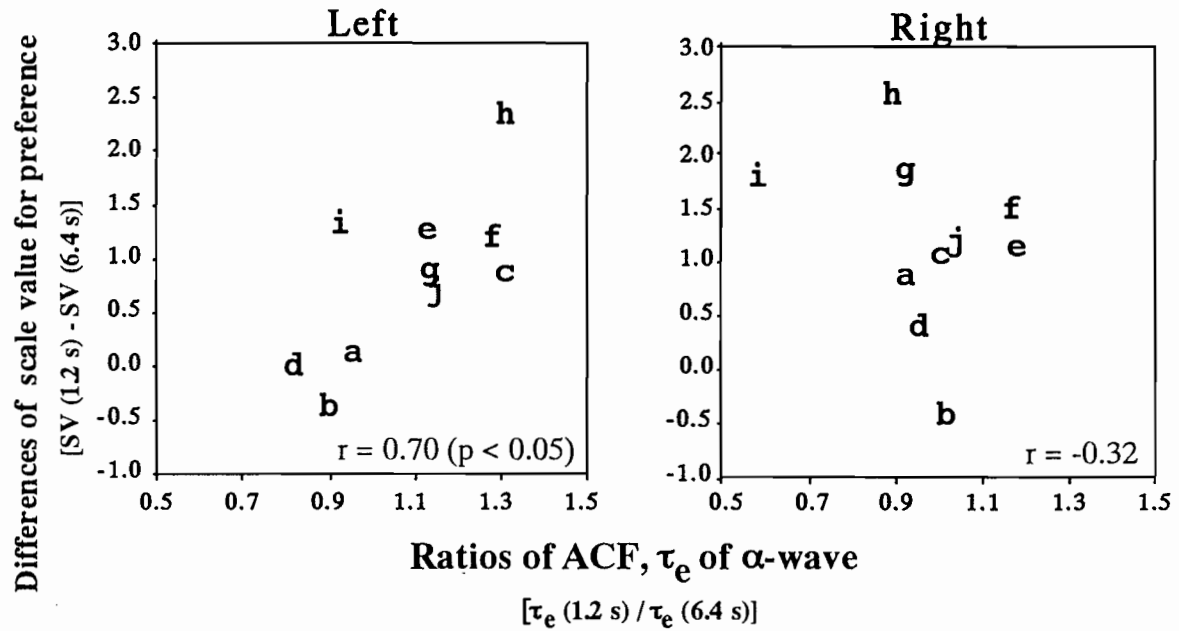 Left
Right
Differences of scale value for preference
[SV (1.2 s) - SV (6.4 s)]
3.0
2.5
2.0
1.5
1.0
0.5
0.0
-0.5
-1.0
h
i
e
f
g
c
j
a
d
b
r = 0.70 (p < 0.05)
0.5 0.7 0.9 1.1 1.3 1.5
3.0
2.5
2.0
1.5
1.0
0.5
0.0
-0.5
-1.0
h
g
i
f
j
e
c
a
d
b
r = -0.32
0.5 0.7 0.9 1.1 1.3 1.5
Ratios of ACF, τe of α-wave
[τe (1.2 s) / τe (6.4 s)]